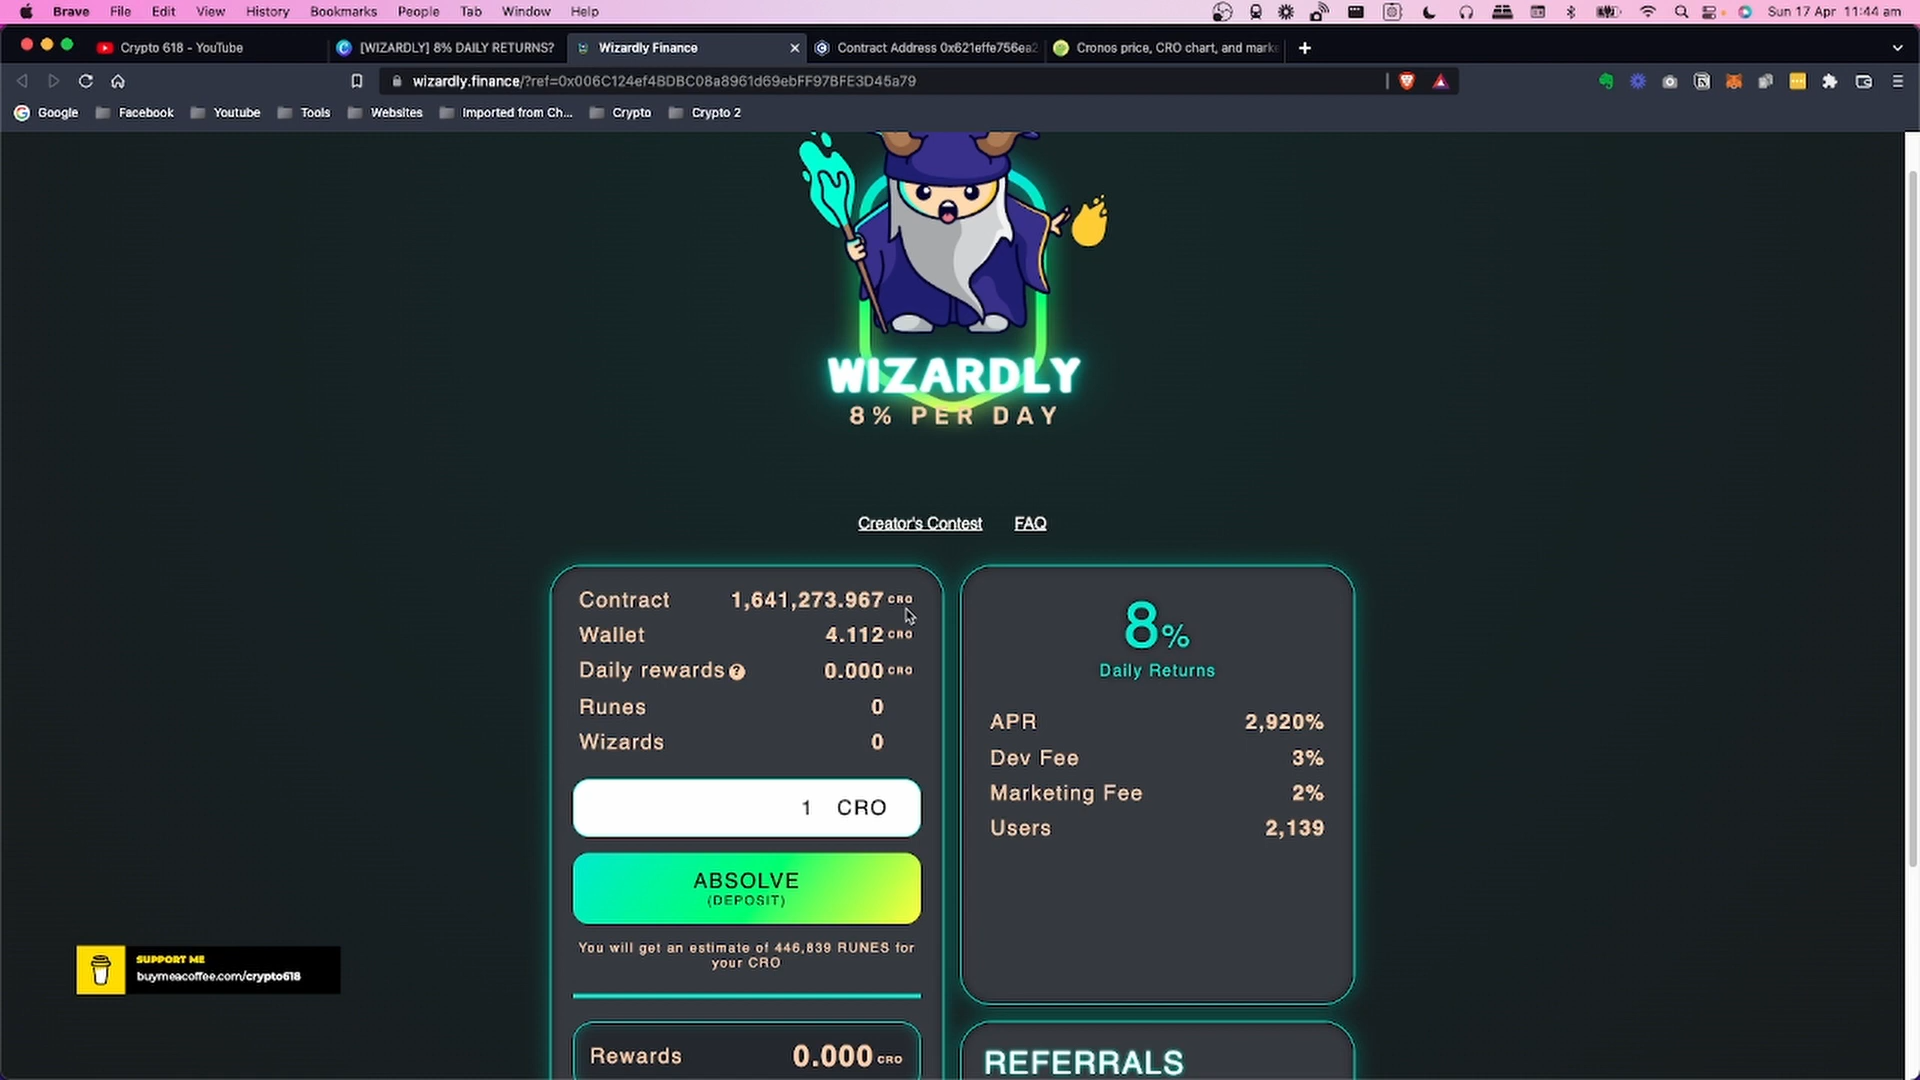 Brave File Edit View History Bookmarks People Tab Window Help Sun 17 Apr 11:44 am
Crypto 618 - YouTube [WIZARDLY] 8% DAILY RETURNS? Wizardly Finance Contract Address 0x621effe756ea2 Cronos price, CRO chart, and marke
wizardly.finance/?ref=0x006C124ef4BDBC08a8961d69ebFF97BFE3D45a79
Google Facebook Youtube Tools Websites Imported from Ch... Crypto Crypto 2
WIZARDLY
8% PER DAY
Creator's Contest FAQ
Contract 1,641,273.967 CRO
Wallet 4.112 CRO
Daily rewards ? 0.000 CRO
Runes 0
Wizards 0
1 CRO
ABSOLVE
(DEPOSIT)
You will get an estimate of 446,839 RUNES for
your CRO
Rewards 0.000 CRO
8%
Daily Returns
APR 2,920%
Dev Fee 3%
Marketing Fee 2%
Users 2,139
REFERRALS
SUPPORT ME
buymeacoffee.com/crypto618